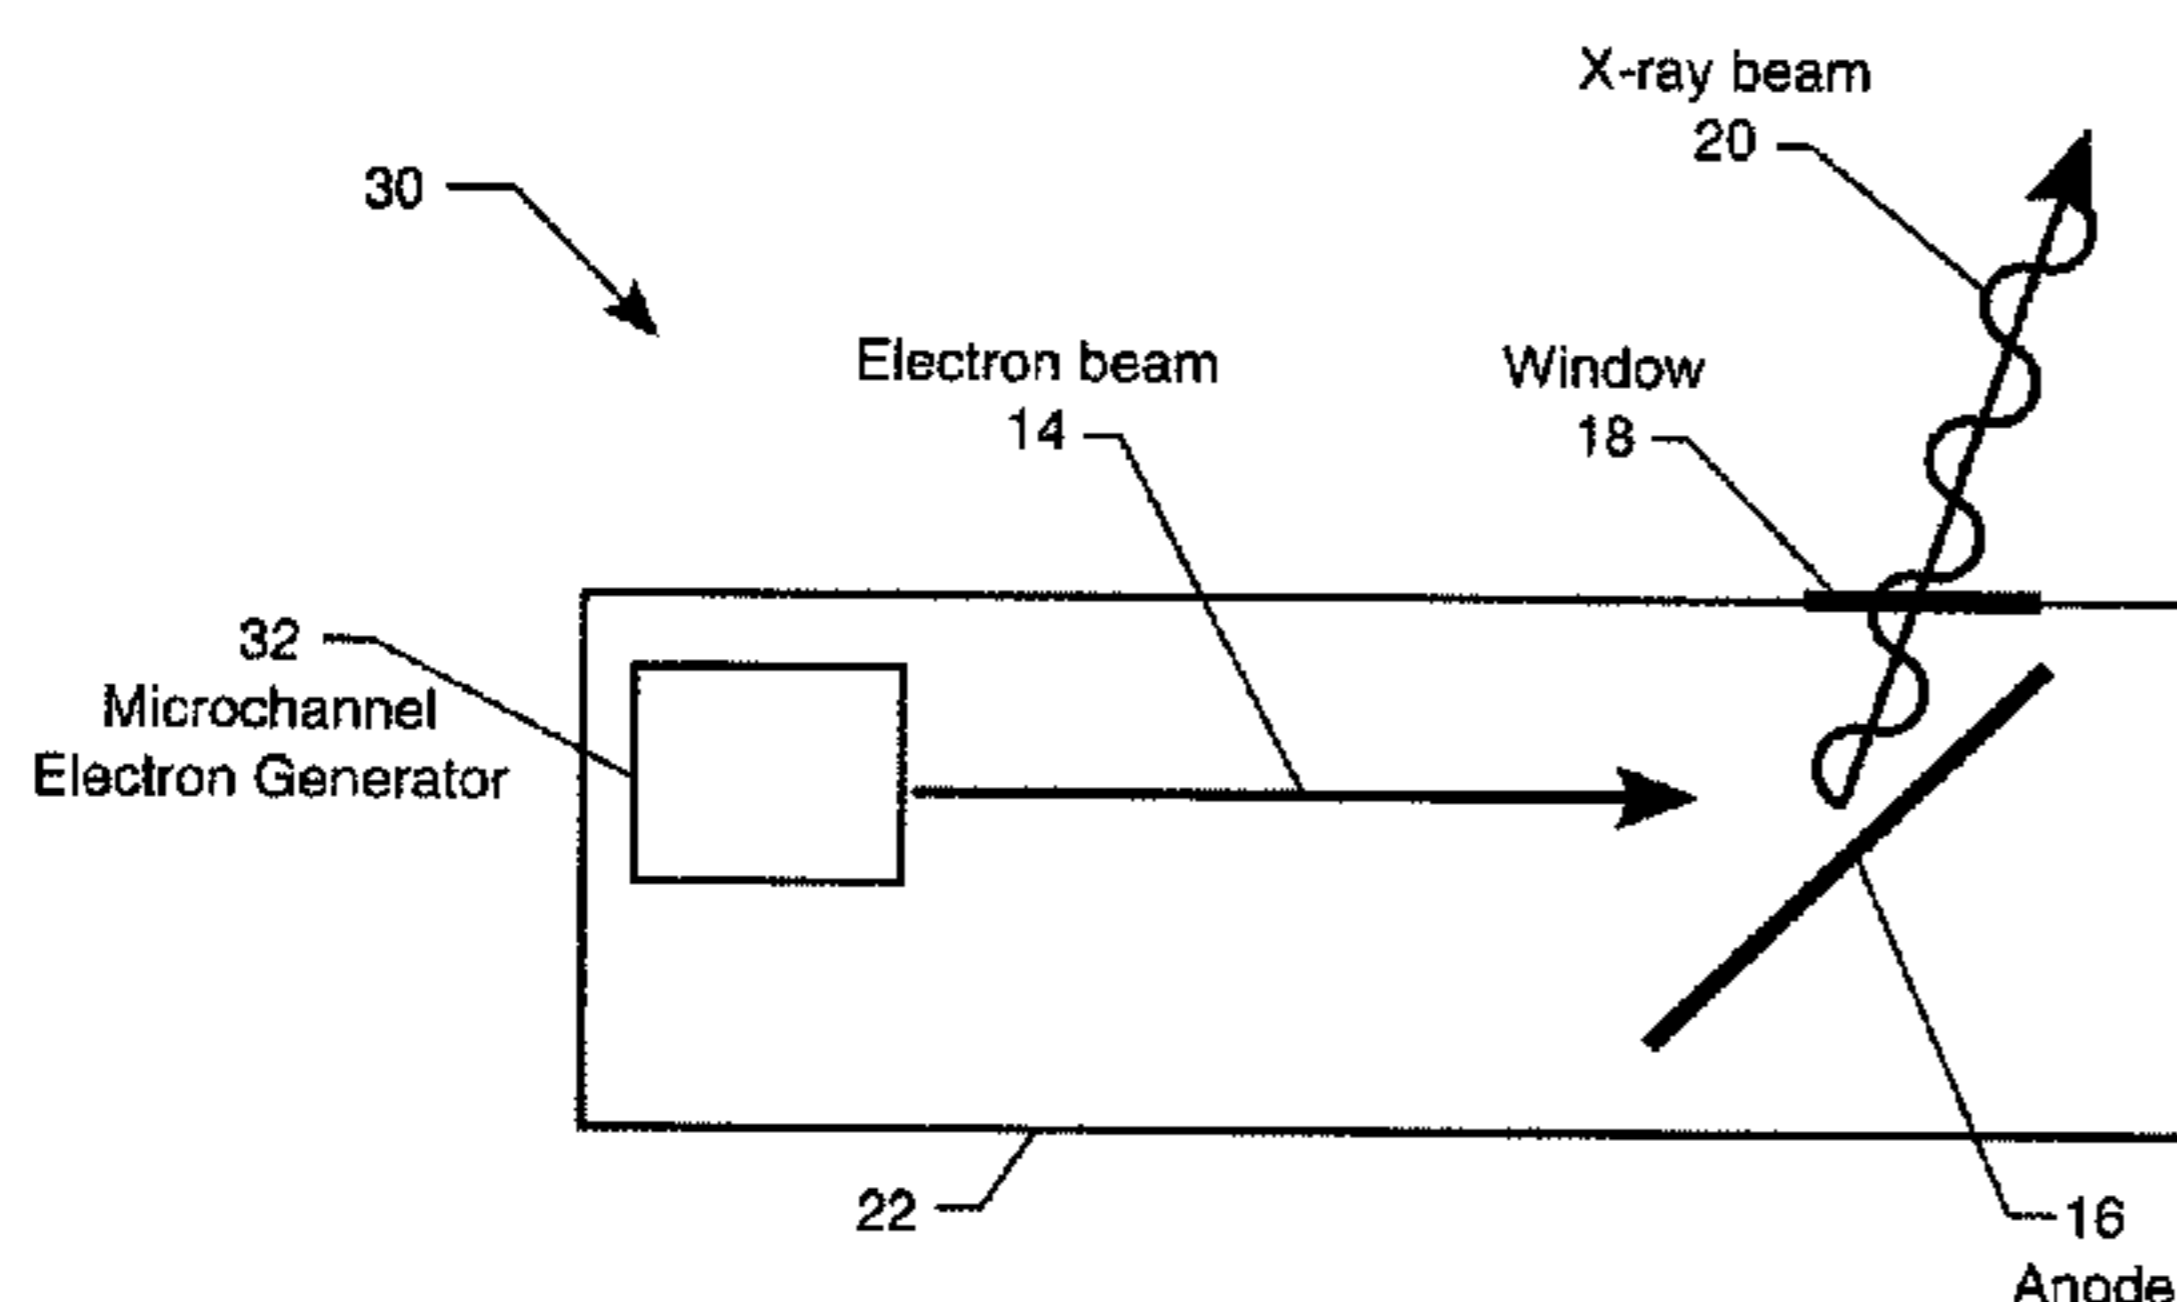 X-ray beam
20
30
Electron beam
14
Window
18
32
Microchannel
Electron Generator
22
16
Anode